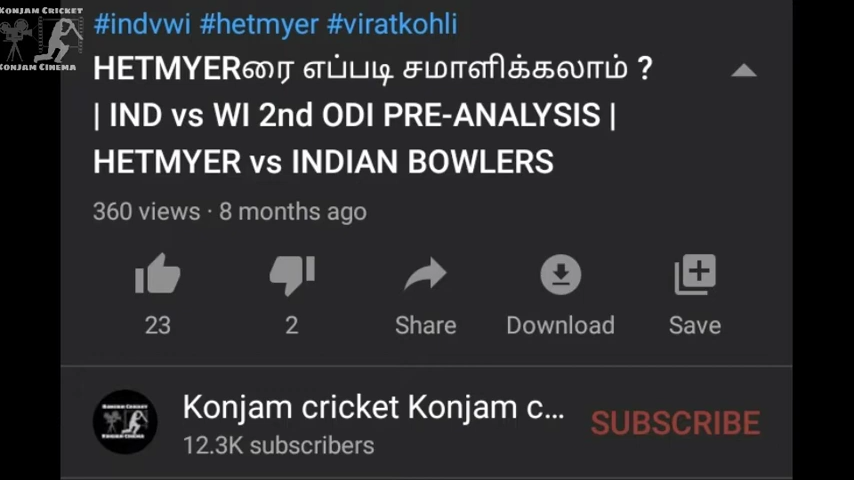 KONJAM CRICKET
KONJAM CINEMA
#indvwi #hetmyer #viratkohli
HETMYERரை எப்படி சமாளிக்கலாம் ?
| IND vs WI 2nd ODI PRE-ANALYSIS |
HETMYER vs INDIAN BOWLERS
360 views · 8 months ago
23
2
Share
Download
Save
Konjam cricket Konjam c...
SUBSCRIBE
12.3K subscribers